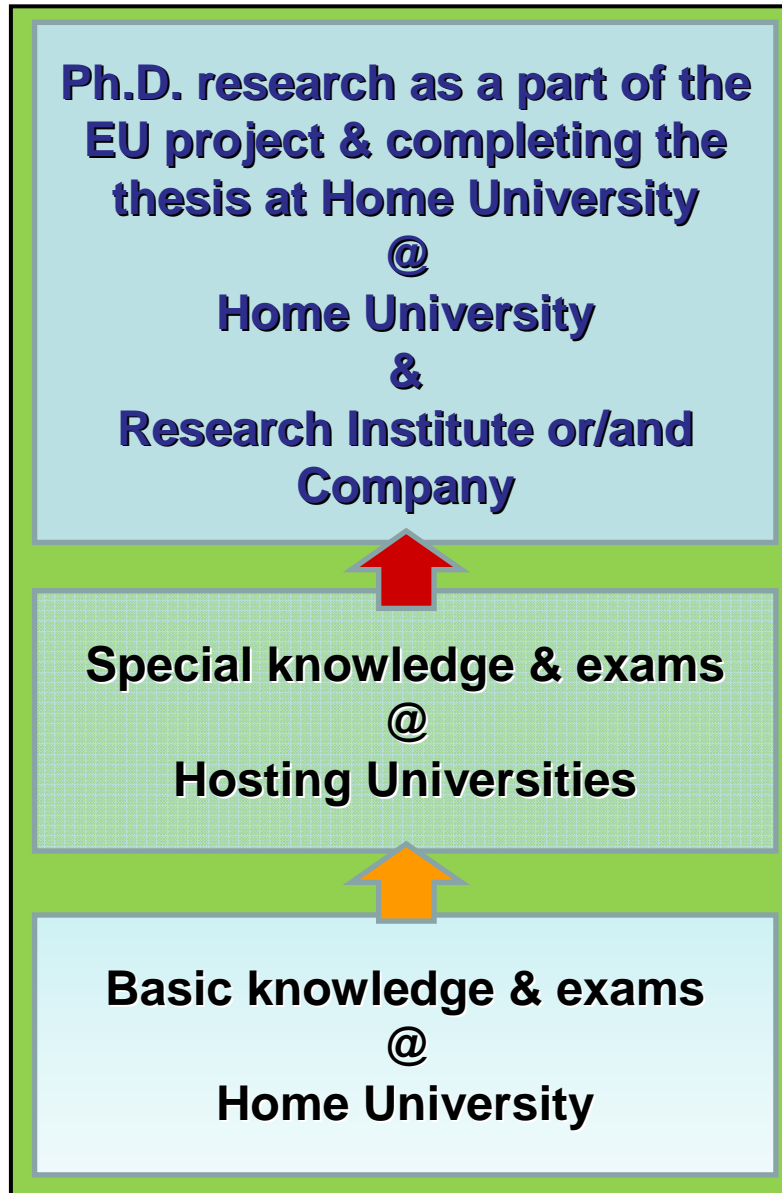 Ph.D. research as a part of the
EU project & completing the
thesis at Home University
@
Home University
&
Research Institute or/and
Company
Special knowledge & exams
@
Hosting Universities
Basic knowledge & exams
@
Home University